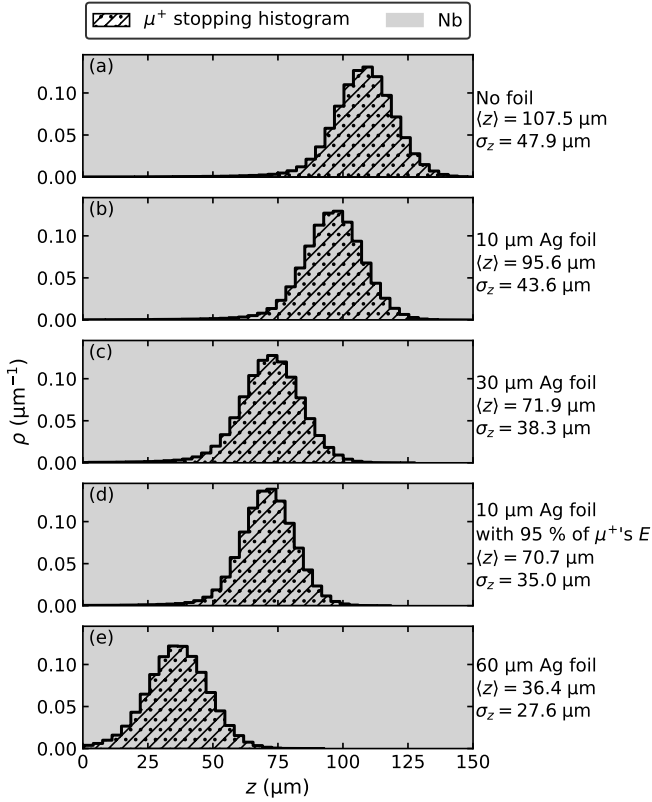 μ⁺ stopping histogram Nb
(a)
0.10
0.05
0.00
No foil
⟨z⟩ = 107.5 μm
σz = 47.9 μm
(b)
0.10
0.05
0.00
10 μm Ag foil
⟨z⟩ = 95.6 μm
σz = 43.6 μm
(c)
0.10
0.05
0.00
ρ (μm⁻¹)
30 μm Ag foil
⟨z⟩ = 71.9 μm
σz = 38.3 μm
(d)
0.10
0.05
0.00
10 μm Ag foil
with 95 % of μ⁺'s E
⟨z⟩ = 70.7 μm
σz = 35.0 μm
(e)
0.10
0.05
0.00
60 μm Ag foil
⟨z⟩ = 36.4 μm
σz = 27.6 μm
0 25 50 75 100 125 150
z (μm)